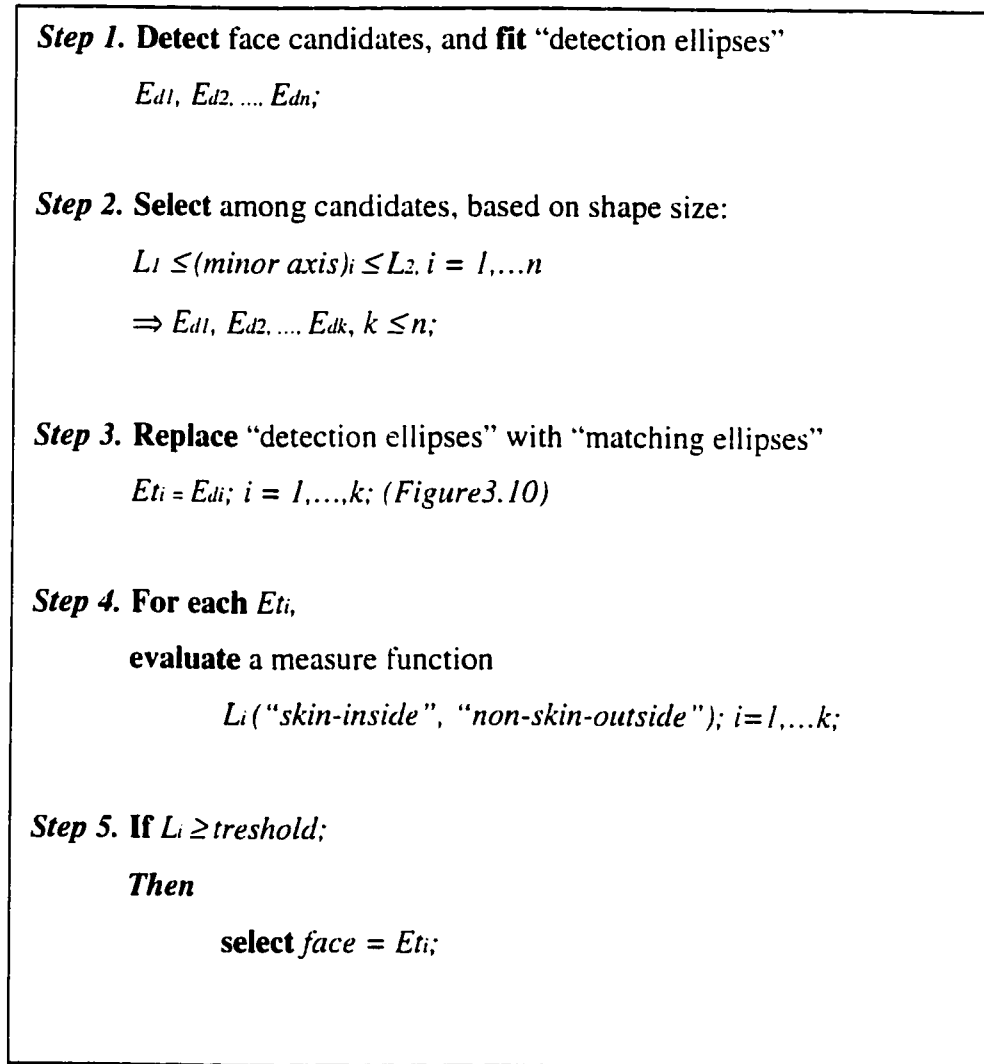 Step 1. Detect face candidates, and fit “detection ellipses”
Ed1, Ed2, .... Edn;
Step 2. Select among candidates, based on shape size:
L1 ≤(minor axis)i ≤L2, i = 1,...n
⇒ Ed1, Ed2, .... Edk, k ≤n;
Step 3. Replace “detection ellipses” with “matching ellipses”
Eti = Edi; i = 1,...,k; (Figure3.10)
Step 4. For each Eti,
evaluate a measure function
Li (“skin-inside”, “non-skin-outside”); i=1,...k;
Step 5. If Li ≥ treshold;
Then
select face = Eti;